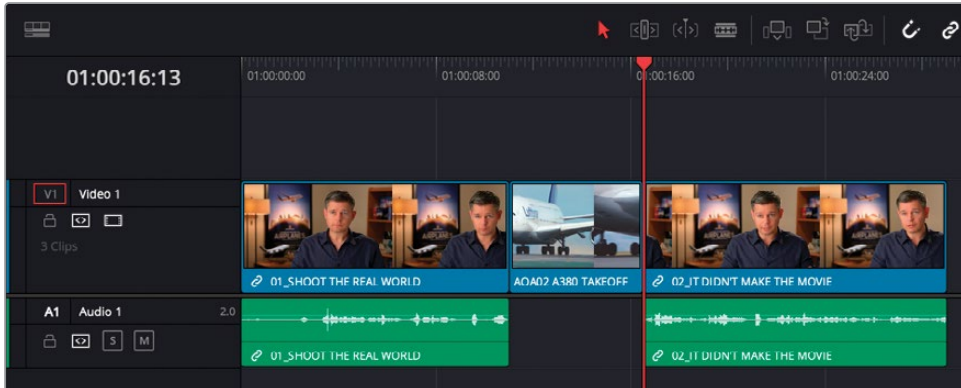 01:00:16:13
01:00:00:00 01:00:08:00 01:00:16:00 01:00:24:00
V1 Video 1
3 Clips
01_SHOOT THE REAL WORLD AOA02 A380 TAKEOFF 02_IT DIDN'T MAKE THE MOVIE
A1 Audio 1 2.0
S M
01_SHOOT THE REAL WORLD 02_IT DIDN'T MAKE THE MOVIE